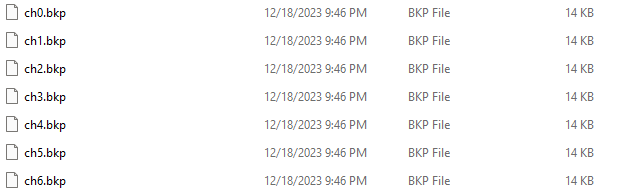 ch0.bkp 12/18/2023 9:46 PM BKP File 14 KB
ch1.bkp 12/18/2023 9:46 PM BKP File 14 KB
ch2.bkp 12/18/2023 9:46 PM BKP File 14 KB
ch3.bkp 12/18/2023 9:46 PM BKP File 14 KB
ch4.bkp 12/18/2023 9:46 PM BKP File 14 KB
ch5.bkp 12/18/2023 9:46 PM BKP File 14 KB
ch6.bkp 12/18/2023 9:46 PM BKP File 14 KB